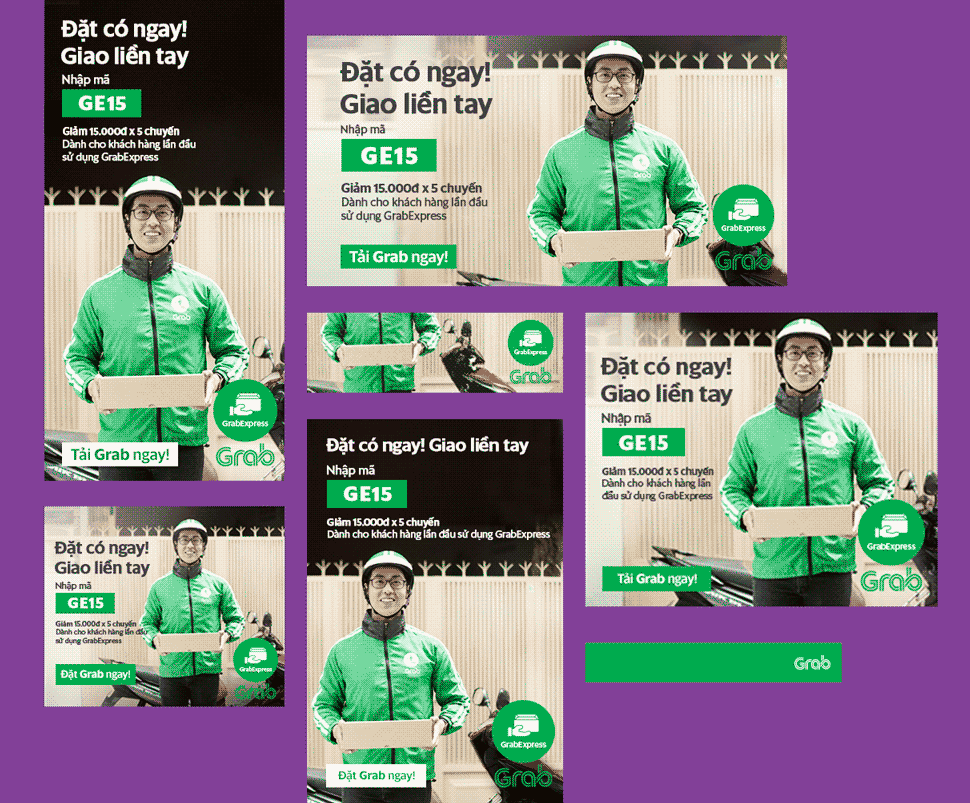 Đặt có ngay!
Giao liền tay
Nhập mã
GE15
Giảm 15.000đ x 5 chuyến
Dành cho khách hàng lần đầu
sử dụng GrabExpress
Grab
GrabExpress
Tải Grab ngay!
Grab
Đặt có ngay!
Giao liền tay
Nhập mã
GE15
Giảm 15.000đ x 5 chuyến
Dành cho khách hàng lần đầu
sử dụng GrabExpress
Tải Grab ngay!
Grab
GrabExpress
Grab
GrabExpress
Grab
Đặt có ngay!
Giao liền tay
Nhập mã
GE15
Giảm 15.000đ x 5 chuyến
Dành cho khách hàng lần
đầu sử dụng GrabExpress
Tải Grab ngay!
GrabExpress
Grab
Đặt có ngay! Giao liền tay
Nhập mã
GE15
Giảm 15.000đ x 5 chuyến
Dành cho khách hàng lần đầu sử dụng GrabExpress
GrabExpress
Đặt Grab ngay!
Grab
Đặt có ngay!
Giao liền tay
Nhập mã
GE15
Giảm 15.000đ x 5 chuyến
Dành cho khách hàng lần đầu
sử dụng GrabExpress
Đặt Grab ngay!
GrabExpress
Grab
Grab